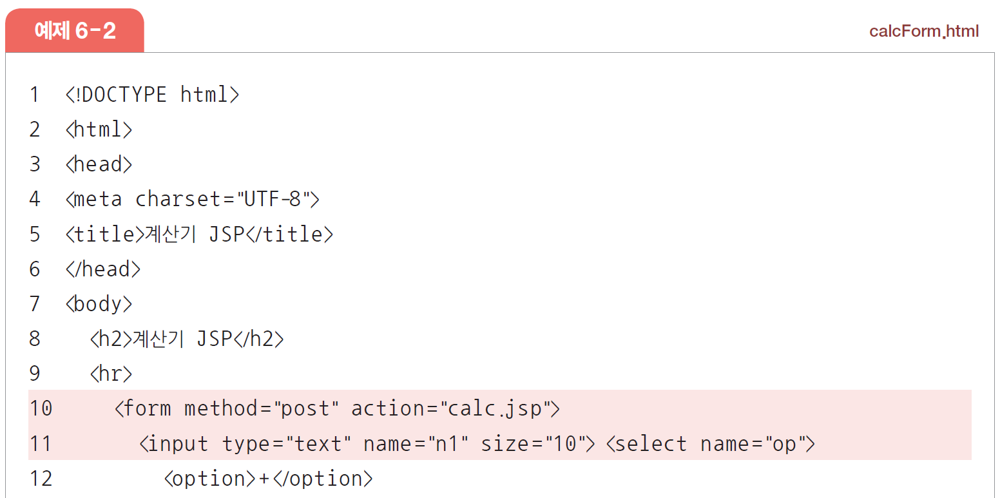 예제 6-2
calcForm.html
1 <!DOCTYPE html>
2 <html>
3 <head>
4 <meta charset="UTF-8">
5 <title>계산기 JSP</title>
6 </head>
7 <body>
8 <h2>계산기 JSP</h2>
9 <hr>
10 <form method="post" action="calc.jsp">
11 <input type="text" name="n1" size="10"> <select name="op">
12 <option>+</option>